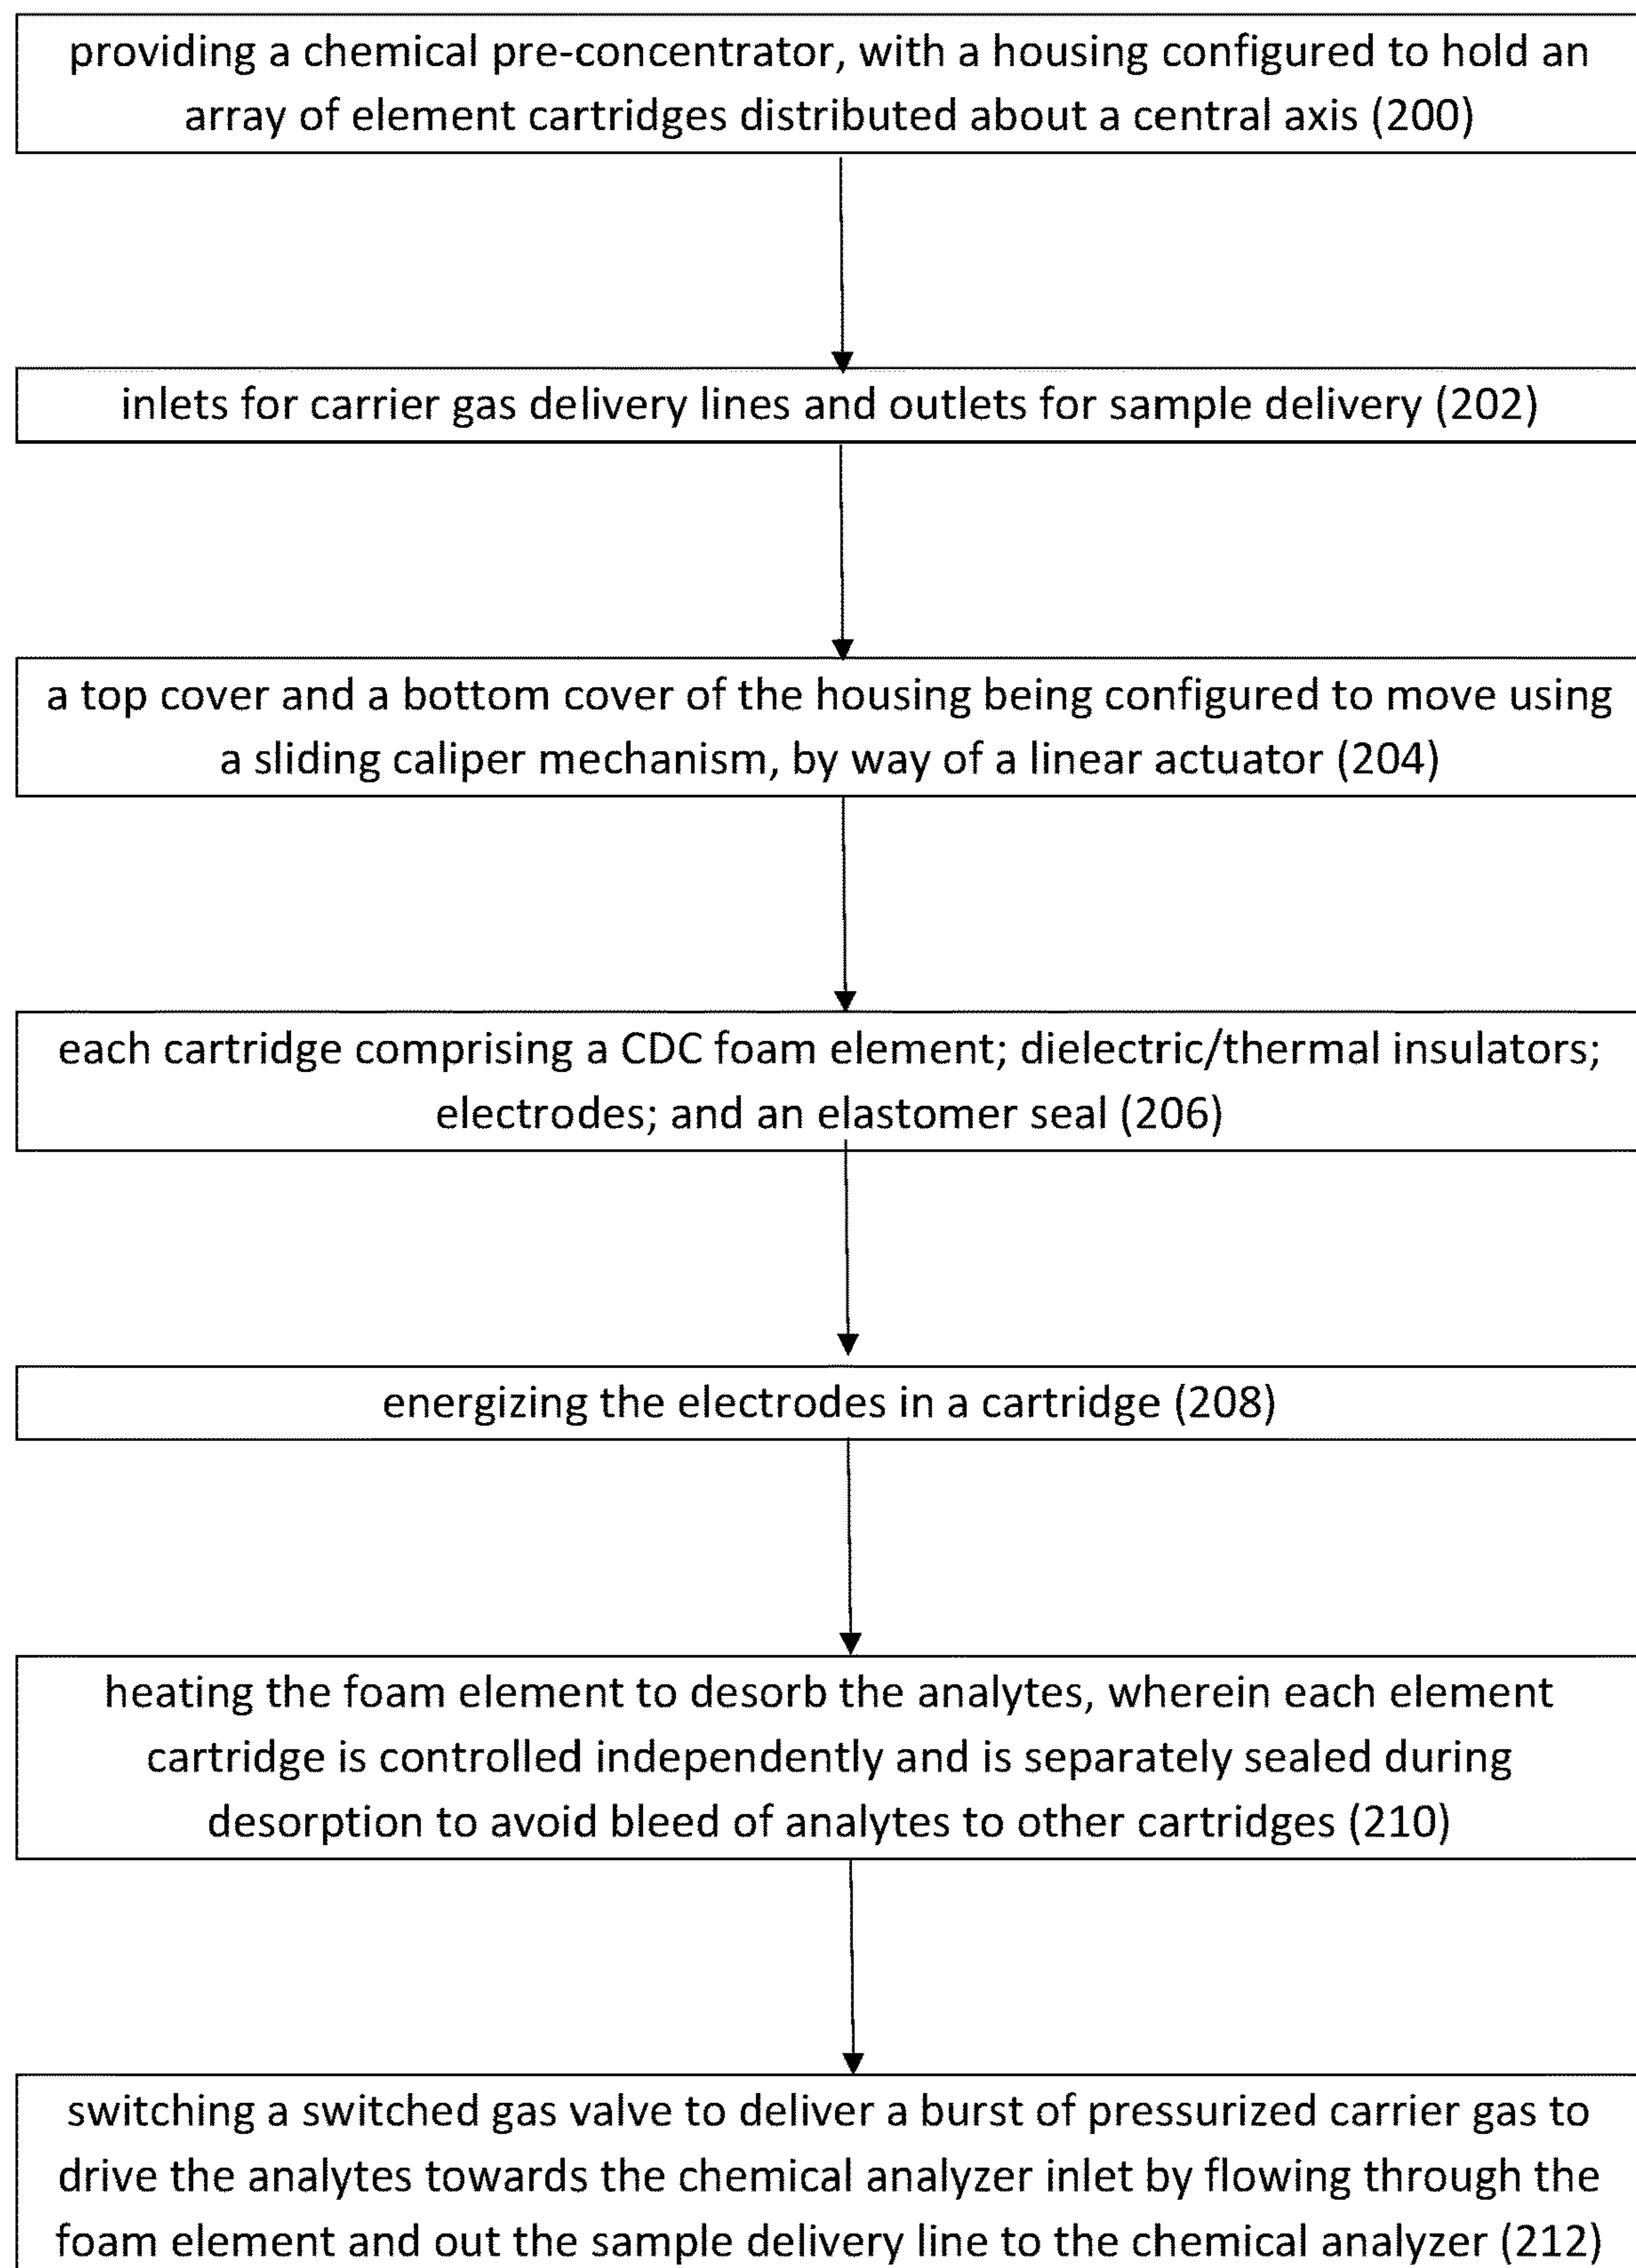 providing a chemical pre-concentrator, with a housing configured to hold an
array of element cartridges distributed about a central axis (200)
inlets for carrier gas delivery lines and outlets for sample delivery (202)
a top cover and a bottom cover of the housing being configured to move using
a sliding caliper mechanism, by way of a linear actuator (204)
each cartridge comprising a CDC foam element; dielectric/thermal insulators;
electrodes; and an elastomer seal (206)
energizing the electrodes in a cartridge (208)
heating the foam element to desorb the analytes, wherein each element
cartridge is controlled independently and is separately sealed during
desorption to avoid bleed of analytes to other cartridges (210)
switching a switched gas valve to deliver a burst of pressurized carrier gas to
drive the analytes towards the chemical analyzer inlet by flowing through the
foam element and out the sample delivery line to the chemical analyzer (212)